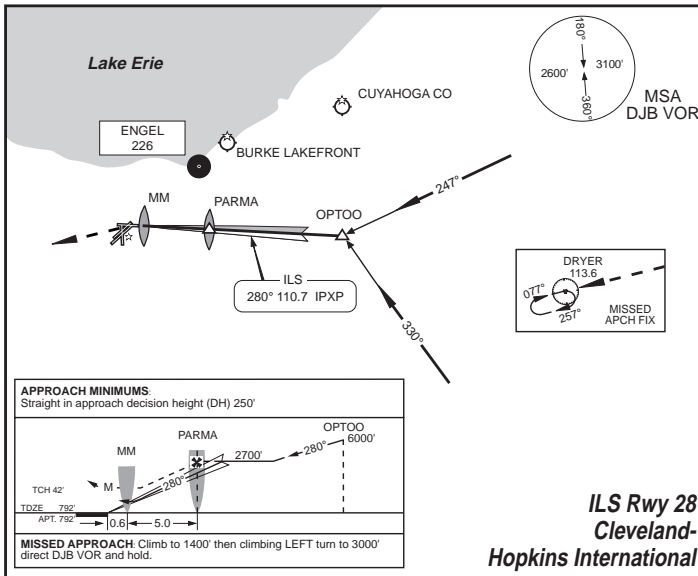 Lake Erie
180°
2600'
3100'
360°
MSA
DJB VOR
CUYAHOGA CO
ENGEL
226
BURKE LAKEFRONT
MM
PARMA
OPTOO
247°
ILS
280° 110.7 IPXP
330°
DRYER
113.6
077°
257°
MISSED
APCH FIX
APPROACH MINIMUMS:
Straight in approach decision height (DH) 250'
MM
PARMA
OPTOO
6000'
2700'
280°
TCH 42'
M
280°
TDZE 792'
APT. 792'
0.6
5.0
MISSED APPROACH: Climb to 1400' then climbing LEFT turn to 3000'
direct DJB VOR and hold.
ILS Rwy 28
Cleveland-
Hopkins International